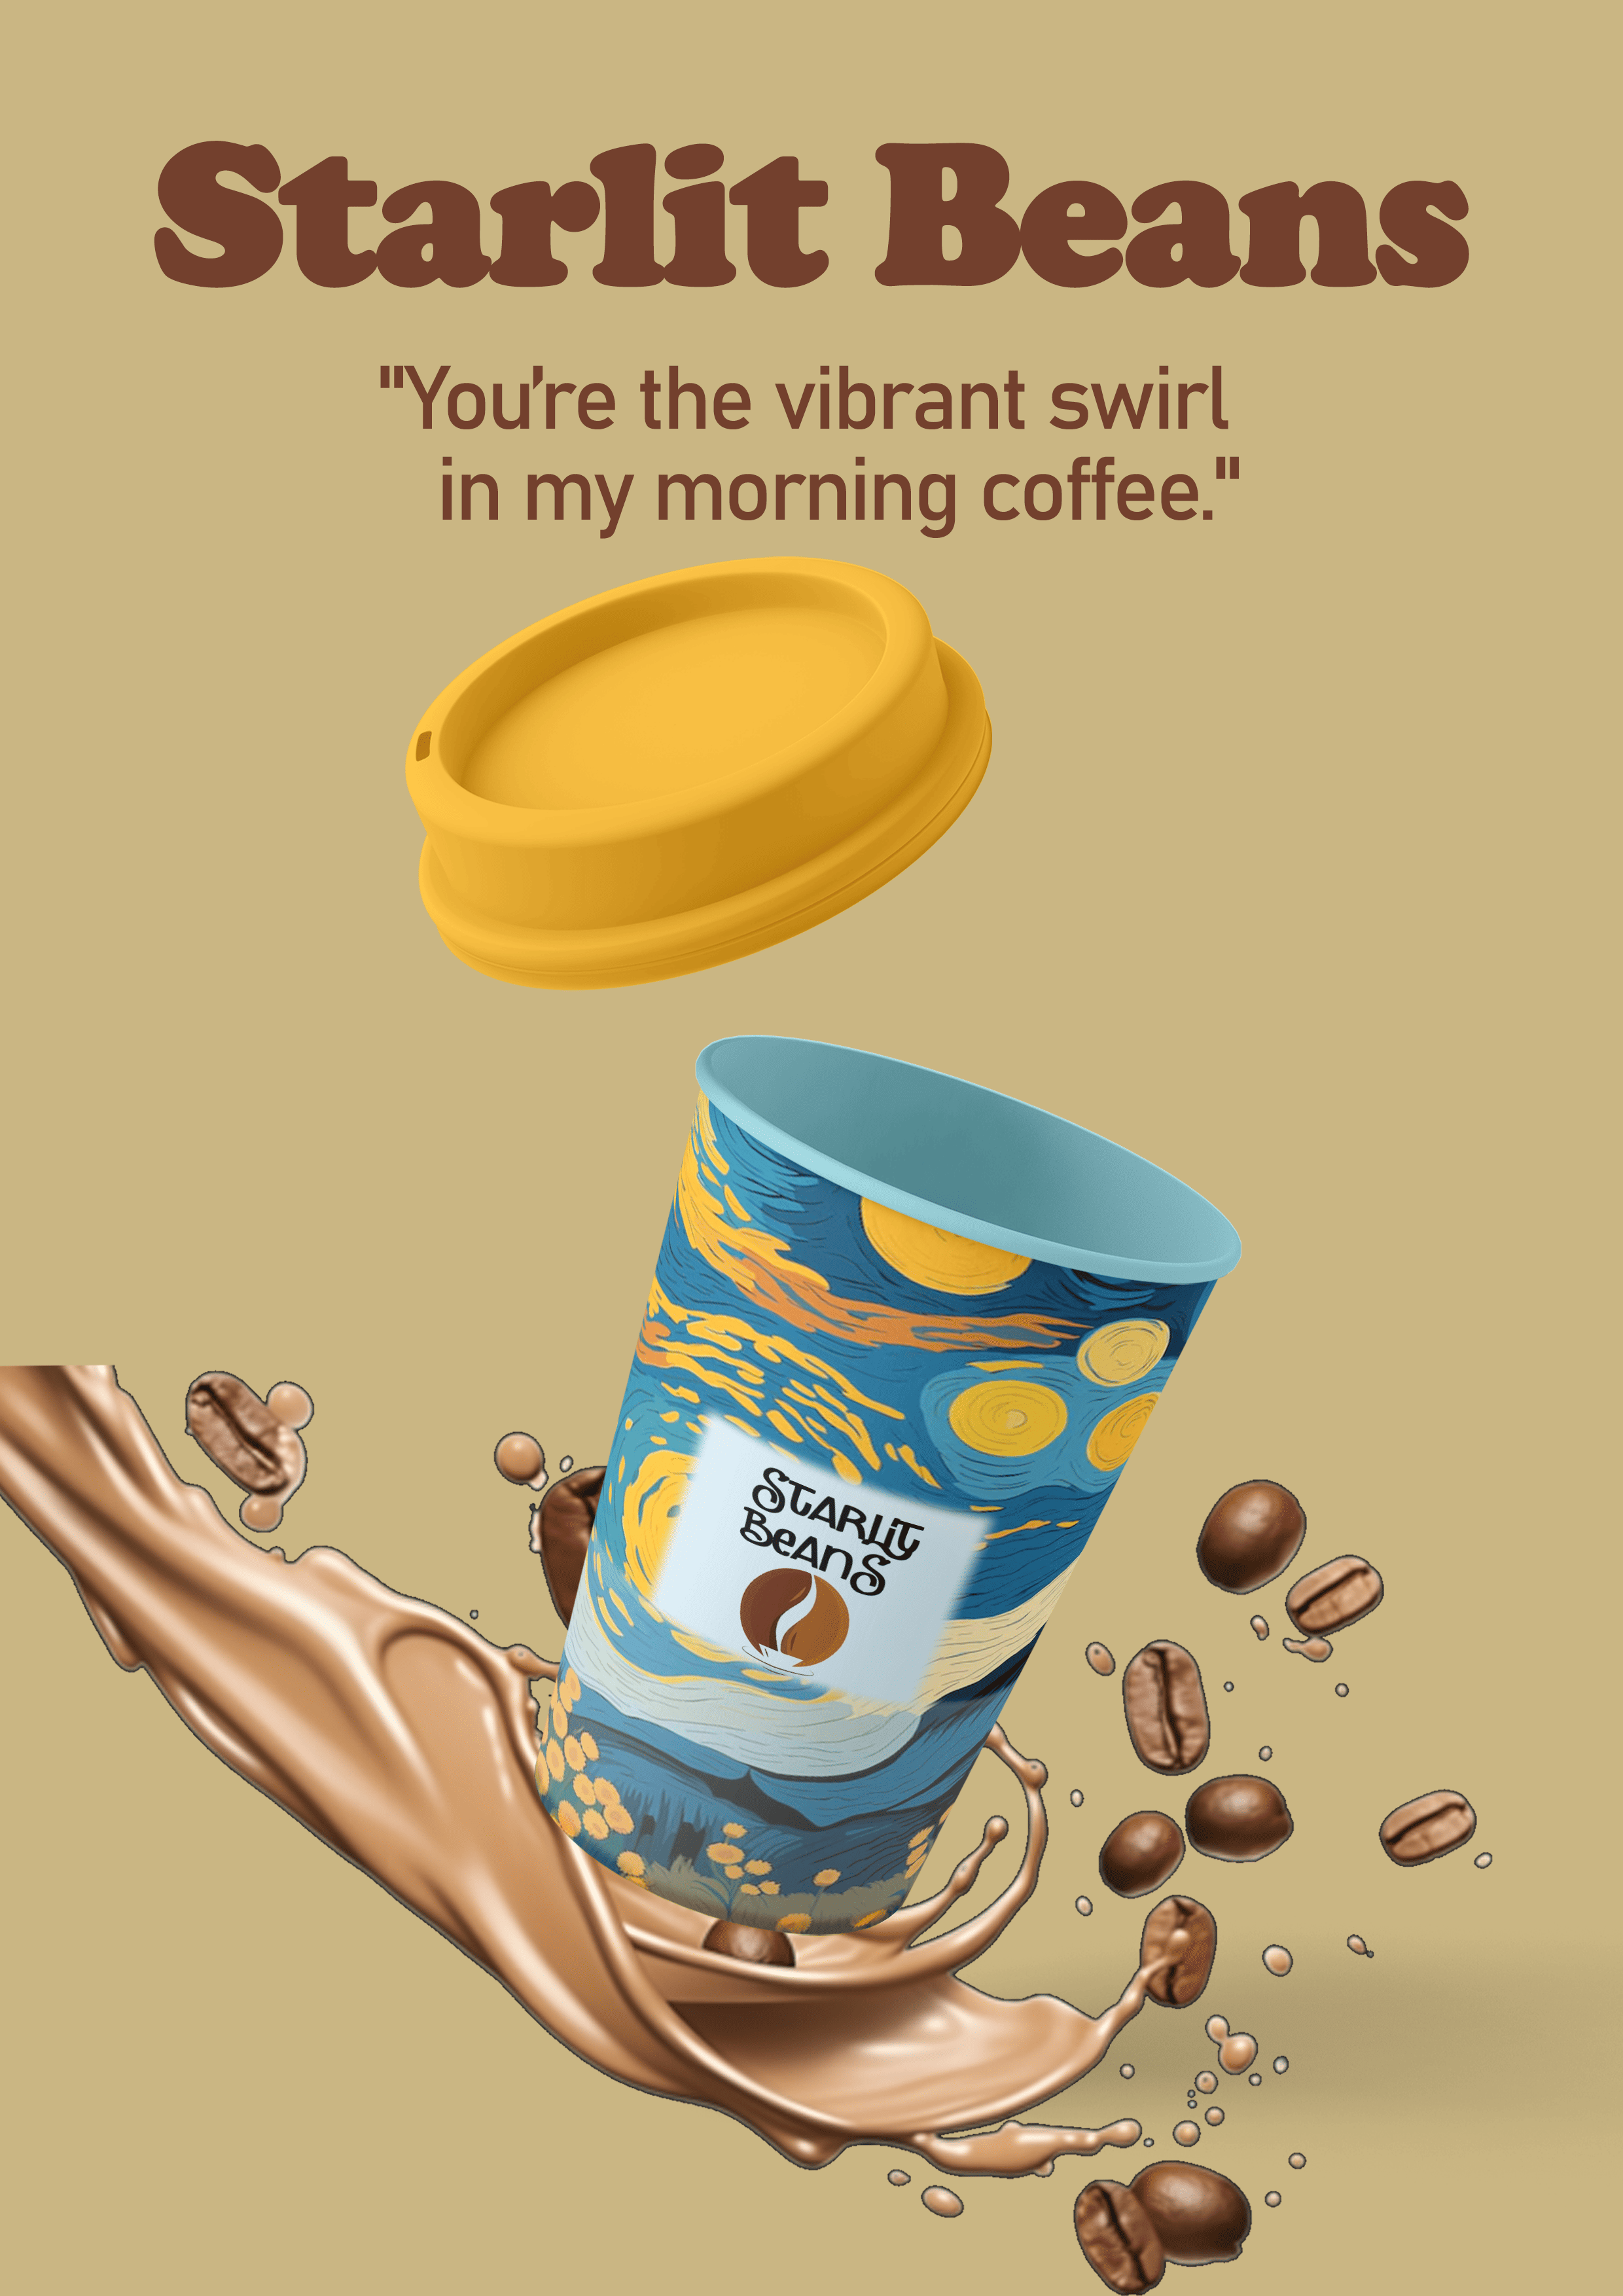 Starlit Beans
"You're the vibrant swirl
in my morning coffee."
STARLiT
BeAnS